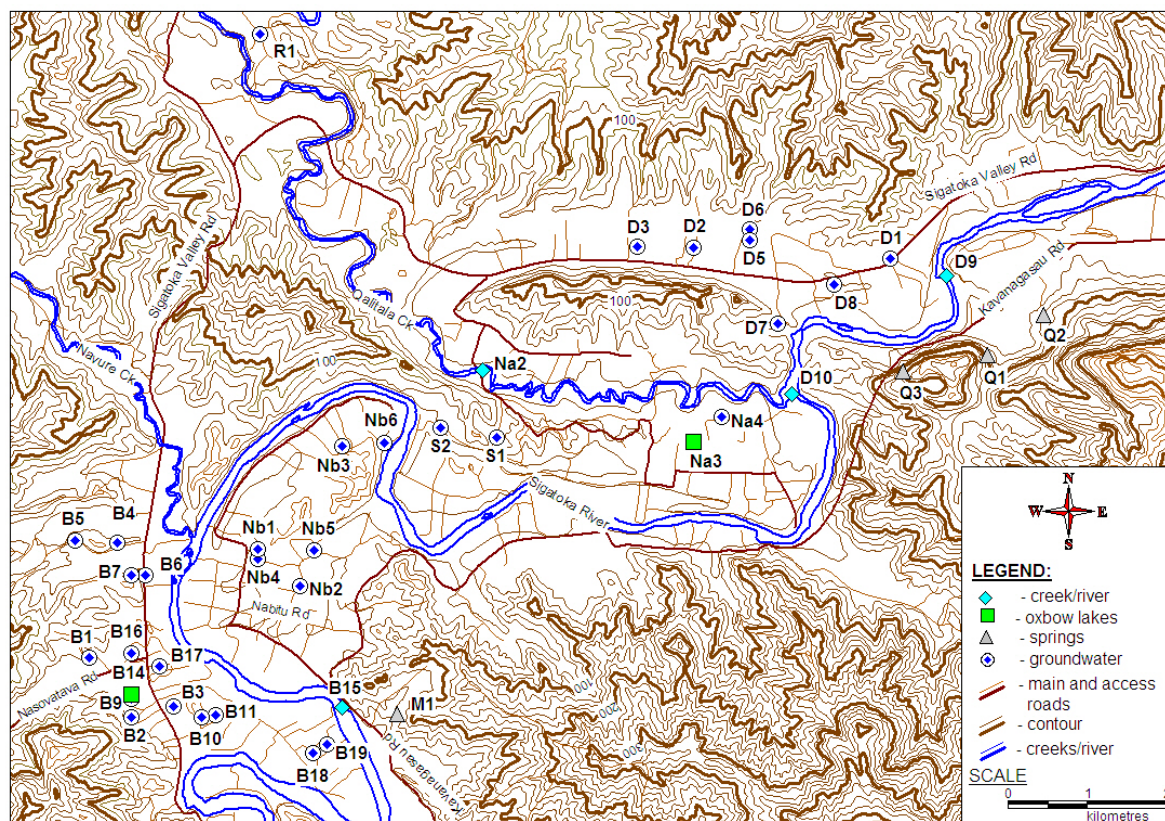 R1
100
Sigatoka Valley Rd
D6
D3
D2
D5
D1
D9
Sigatoka Valley Rd
Kavanagasau Rd
D8
100
Qalitala Ck
D7
Q2
Navure Ck
100
Na2
D10
Q1
Q3
Nb6
S2
S1
Na4
Nb3
Na3
Sigatoka River
B5
B4
Nb1
Nb5
B6
B7
Nb4
Nb2
Nabitu Rd
B1
B16
B14
B17
Nasovatava Rd
B15
M1
100
200
300
B9
B3
B11
B2
B10
B19
B18
Kavanagasau Rd
N
W
E
S
LEGEND:
- creek/river
- oxbow lakes
- springs
- groundwater
- main and access
roads
- contour
- creeks/river
SCALE
0 1 2
kilometres